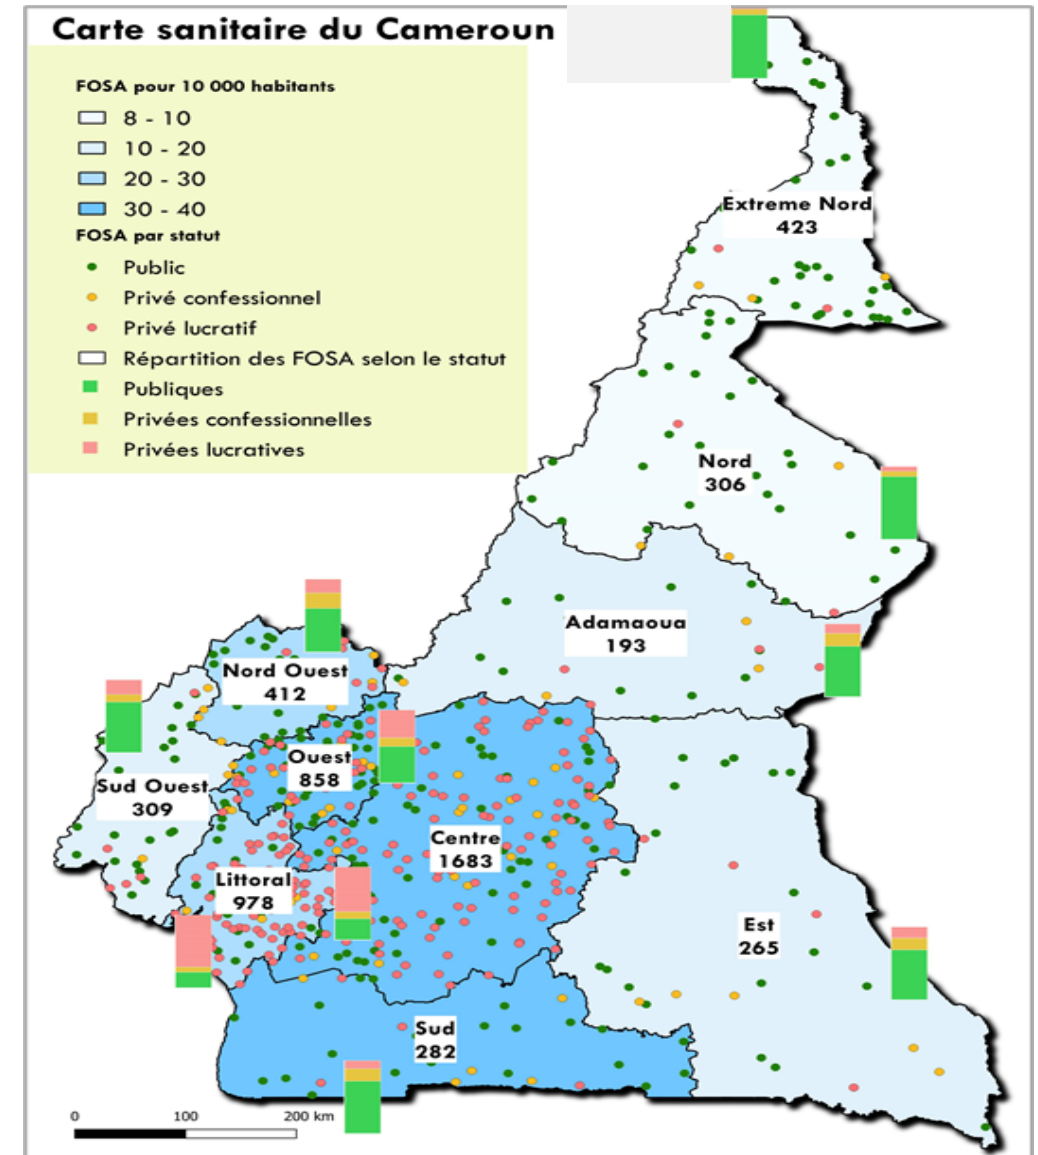 Carte sanitaire du Cameroun
FOSA pour 10 000 habitants
8 - 10
10 - 20
20 - 30
30 - 40
FOSA par statut
Public
Privé confessionnel
Privé lucratif
Répartition des FOSA selon le statut
Publiques
Privées confessionnelles
Privées lucratives
Extreme Nord
423
Nord
306
Adamaoua
193
Nord Ouest
412
Ouest
858
Sud Ouest
309
Centre
1683
Littoral
978
Est
265
Sud
282
0 100 200 km